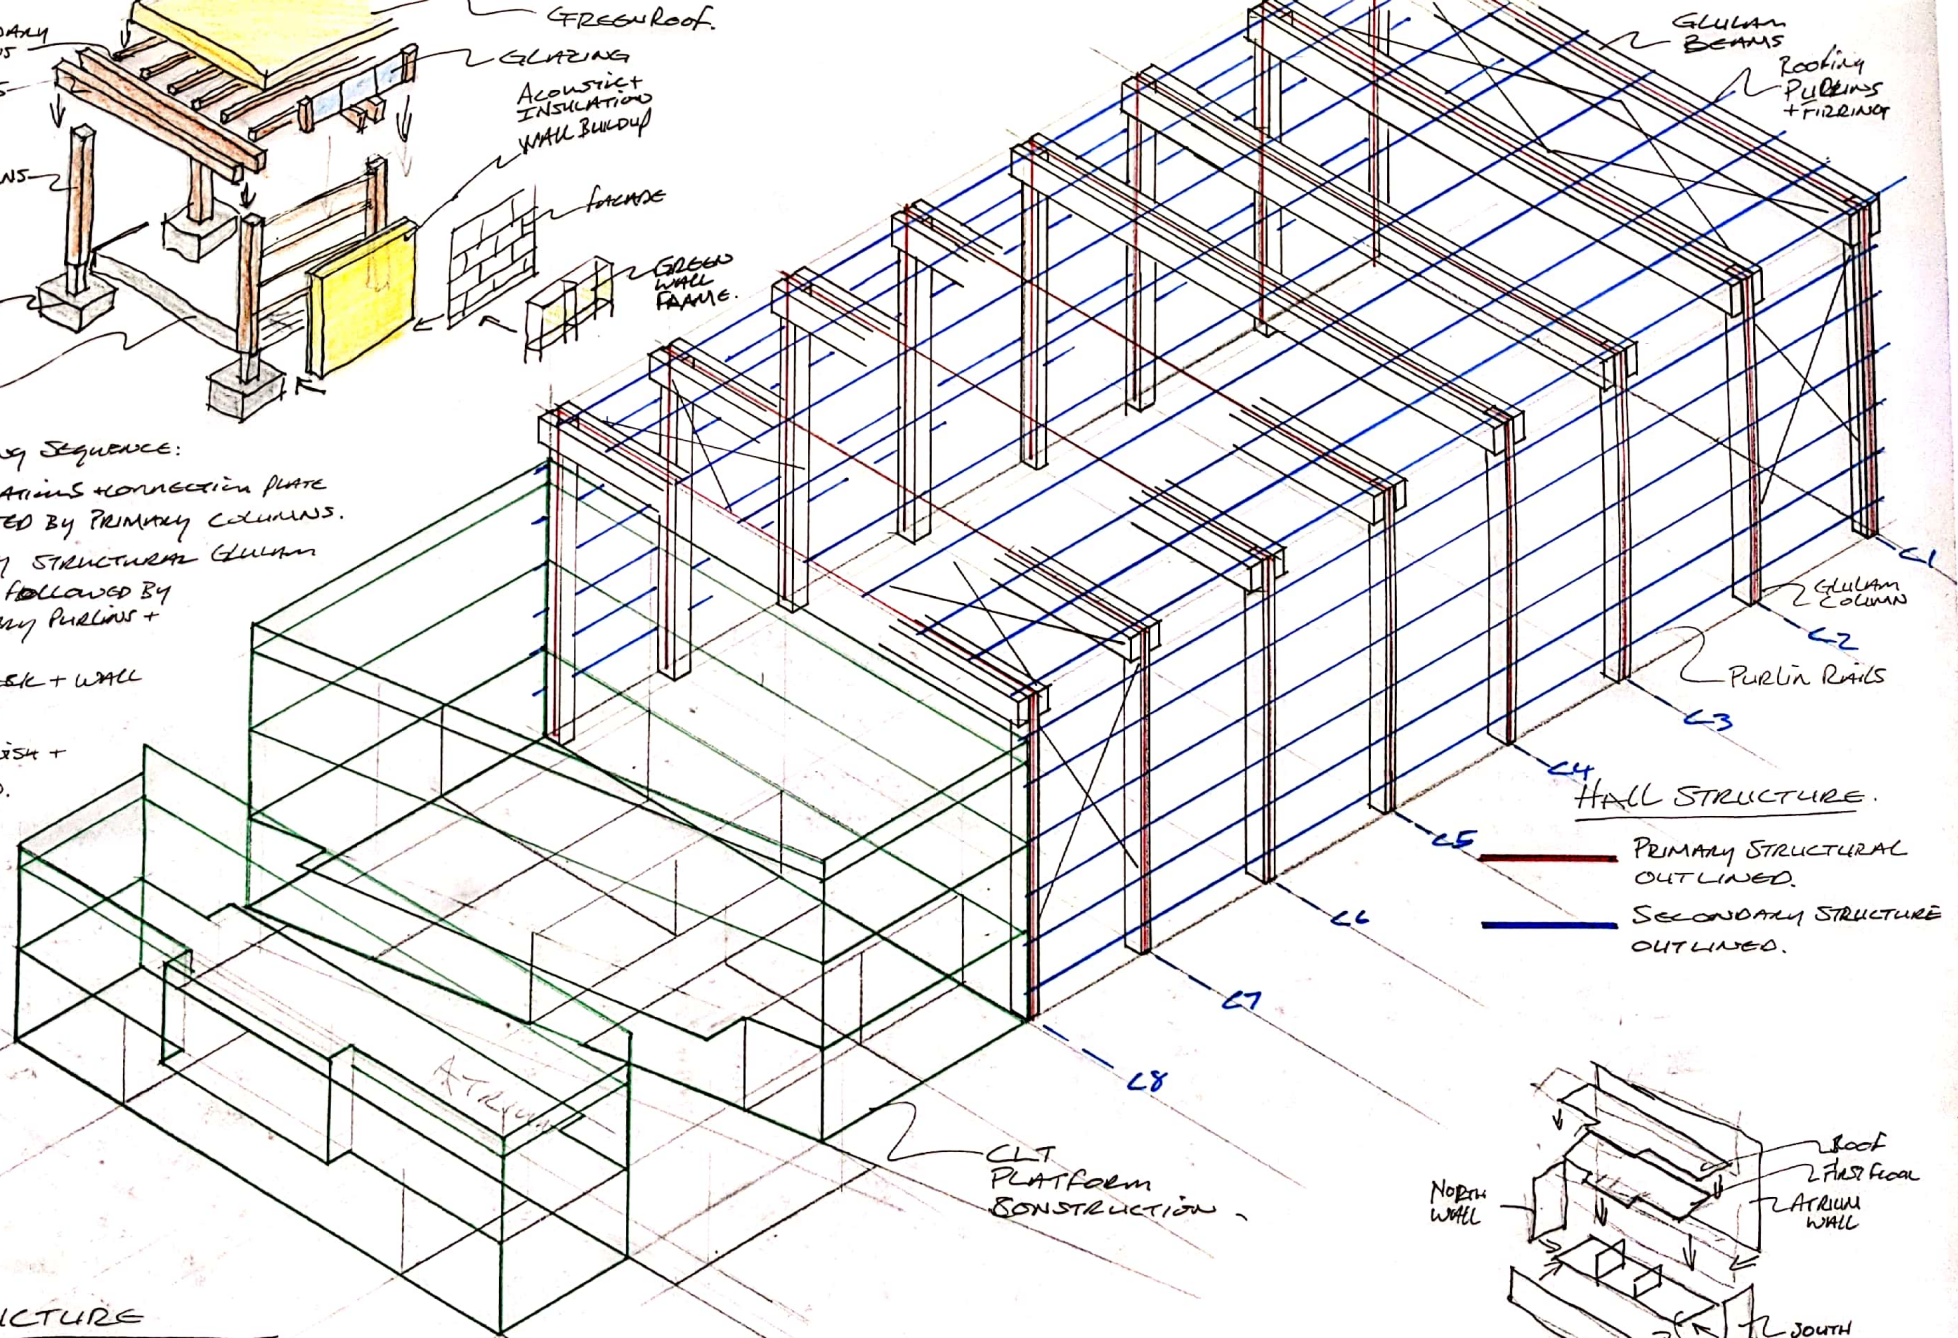 GREEN ROOF.
GLAZING
ACOUSTIC +
INSULATION
WALL BUILDUP
FACADE
GREEN
WALL
FRAME.
GLULAM
BEAMS
ROOFING
PURLINS
+ FIRRING
SEQUENCE:
+ CONNECTION PLATE
BY PRIMARY COLUMNS.
STRUCTURAL GLULAM
FOLLOWED BY
PURLINS +
+ WALL
+
C1
GLULAM
COLUMN
C2
PURLIN RAILS
C3
C4
HALL STRUCTURE.
C5
PRIMARY STRUCTURAL
OUTLINED.
C6
SECONDARY STRUCTURE
OUTLINED.
C7
C8
ATRIUM
CLT
PLATFORM
CONSTRUCTION.
ROOF
FIRST FLOOR
NORTH
WALL
ATRIUM
WALL
SOUTH
UCTURE